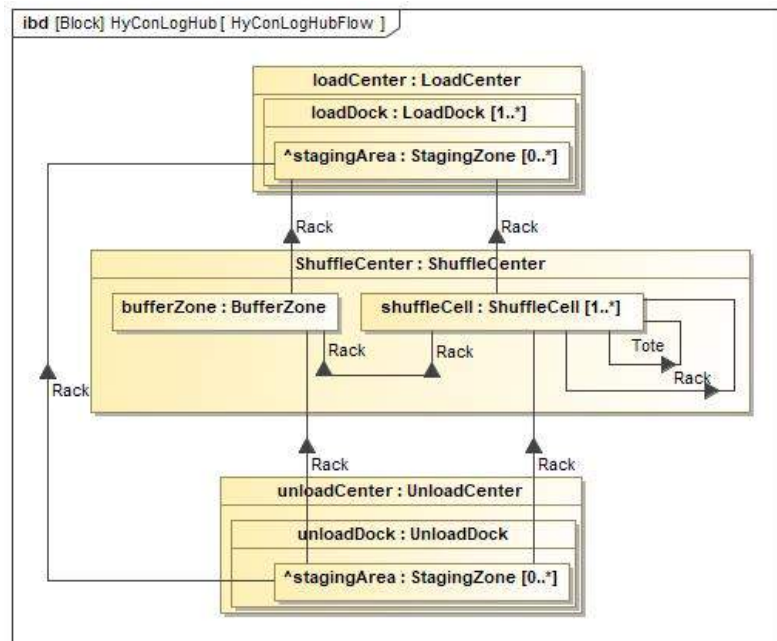 ibd [Block] HyConLogHub [ HyConLogHubFlow ]
loadCenter : LoadCenter
loadDock : LoadDock [1..*]
^stagingArea : StagingZone [0..*]
Rack
Rack
ShuffleCenter : ShuffleCenter
bufferZone : BufferZone
shuffleCell : ShuffleCell [1..*]
Rack
Rack
Tote
Rack
Rack
Rack
Rack
unloadCenter : UnloadCenter
unloadDock : UnloadDock
^stagingArea : StagingZone [0..*]